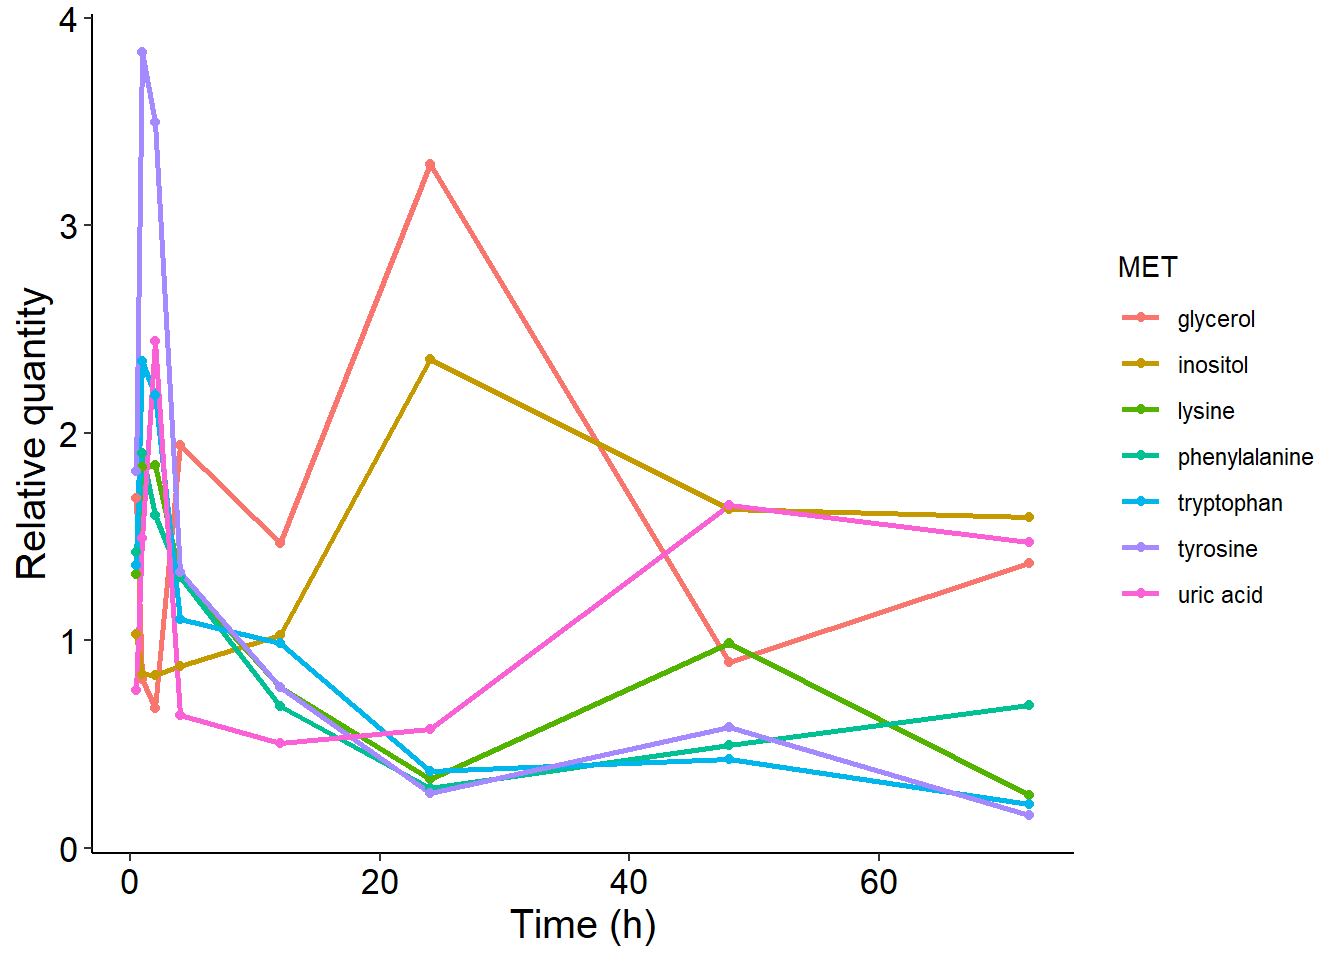 4
3
2
1
0
Relative quantity
0 20 40 60
Time (h)
MET
glycerol
inositol
lysine
phenylalanine
tryptophan
tyrosine
uric acid